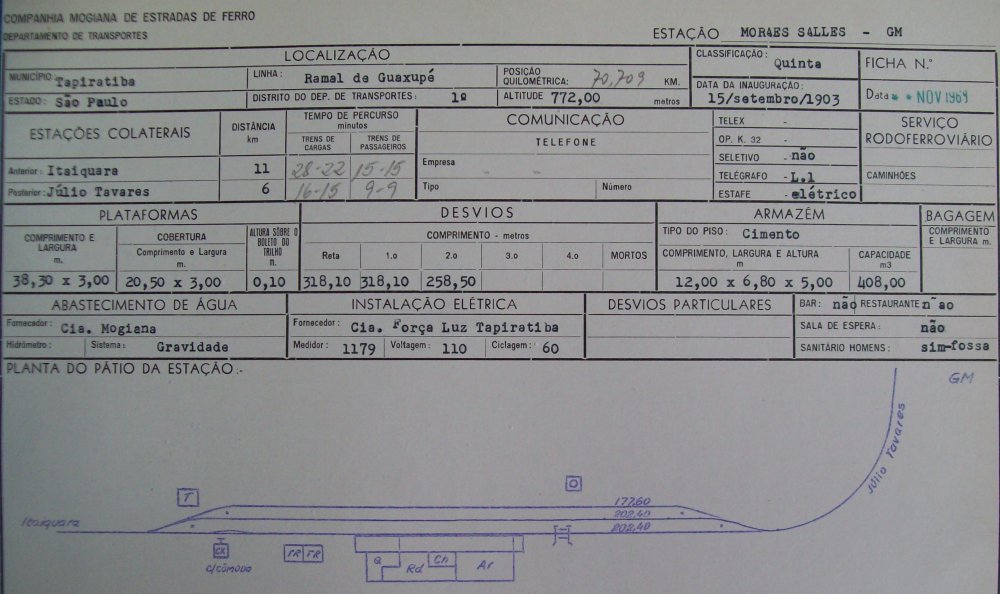 COMPANHIA MOGIANA DE ESTRADAS DE FERRO
DEPARTAMENTO DE TRANSPORTES
ESTAÇÃO MORAES SALLES - GM
LOCALIZAÇÃO
MUNICÍPIO: Tapiratiba
LINHA: Ramal de Guaxupé
POSIÇÃO QUILOMÉTRICA: 70,709 KM.
CLASSIFICAÇÃO: Quinta
FICHA N.º
ESTADO: São Paulo
DISTRITO DO DEP. DE TRANSPORTES: 1º
ALTITUDE 772,00 metros
DATA DA INAUGURAÇÃO: 15/setembro/1903
Data NOV 1969
ESTAÇÕES COLATERAIS
DISTÂNCIA km
TEMPO DE PERCURSO minutos
TRENS DE CARGAS
TRENS DE PASSAGEIROS
COMUNICAÇÃO
TELEFONE
TELEX -
OP. K. 32 -
SELETIVO - não
TELÉGRAFO - L.1
ESTAFE - elétrico
SERVIÇO RODOFERROVIÁRIO
CAMINHÕES
Anterior: Itaiquara 11 28-22 15-15
Posterior: Júlio Tavares 6 16-15 9-9
Empresa
Tipo
Número
PLATAFORMAS
DESVIOS
ARMAZÉM
BAGAGEM
COMPRIMENTO E LARGURA m.
COBERTURA
Comprimento e Largura m.
ALTURA SÔBRE O BOLETO DO TRILHO m.
COMPRIMENTO - metros
Reta 1.o 2.o 3.o 4.o MORTOS
TIPO DO PISO: Cimento
COMPRIMENTO, LARGURA E ALTURA m
CAPACIDADE m3
COMPRIMENTO E LARGURA m.
38,30 x 3,00 20,50 x 3,00 0,10 318,10 318,10 258,50 12,00 x 6,80 x 5,00 408,00
ABASTECIMENTO DE ÁGUA
INSTALAÇÃO ELÉTRICA
DESVIOS PARTICULARES
BAR: não RESTAURANTE n~ao
Fornecedor: Cia. Mogiana
Fornecedor: Cia. Força Luz Tapiratiba
SALA DE ESPERA: não
Hidrômetro: Sistema: Gravidade
Medidor: 1179 Voltagem: 110 Ciclagem: 60
SANITÁRIO HOMENS: sim-fossa
PLANTA DO PÁTIO DA ESTAÇÃO:-
GM
Júlio Tavares
T
O
177,60
202,40
202,40
Itaiquara
CX
c/cômodo
TR TR
Q Rd Ch Ar